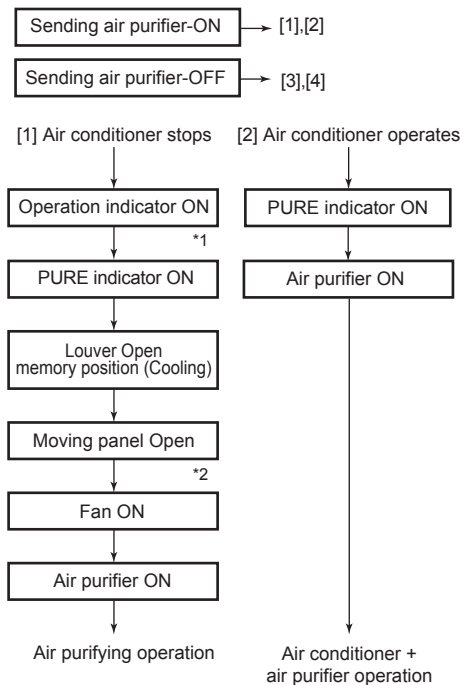 Sending air purifier-ON
[1],[2]
Sending air purifier-OFF
[3],[4]
[1] Air conditioner stops
Operation indicator ON
*1
PURE indicator ON
Louver Open
memory position (Cooling)
Moving panel Open
*2
Fan ON
Air purifier ON
Air purifying operation
[2] Air conditioner operates
PURE indicator ON
Air purifier ON
Air conditioner +
air purifier operation